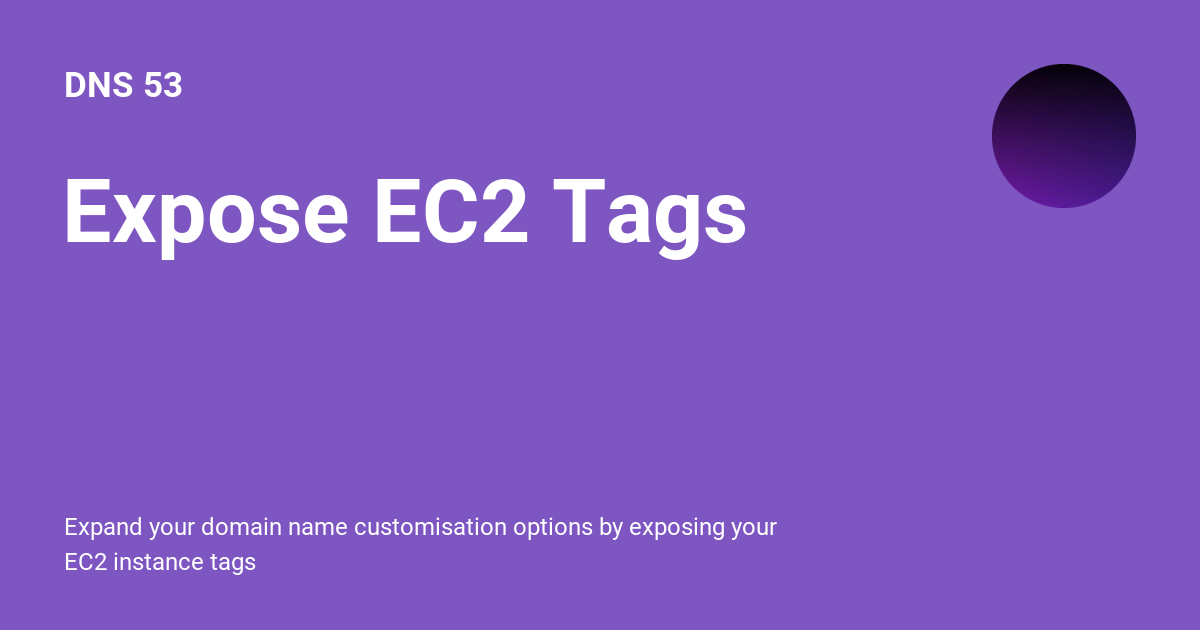 DNS 53
Expose EC2 Tags
Expand your domain name customisation options by exposing your
EC2 instance tags